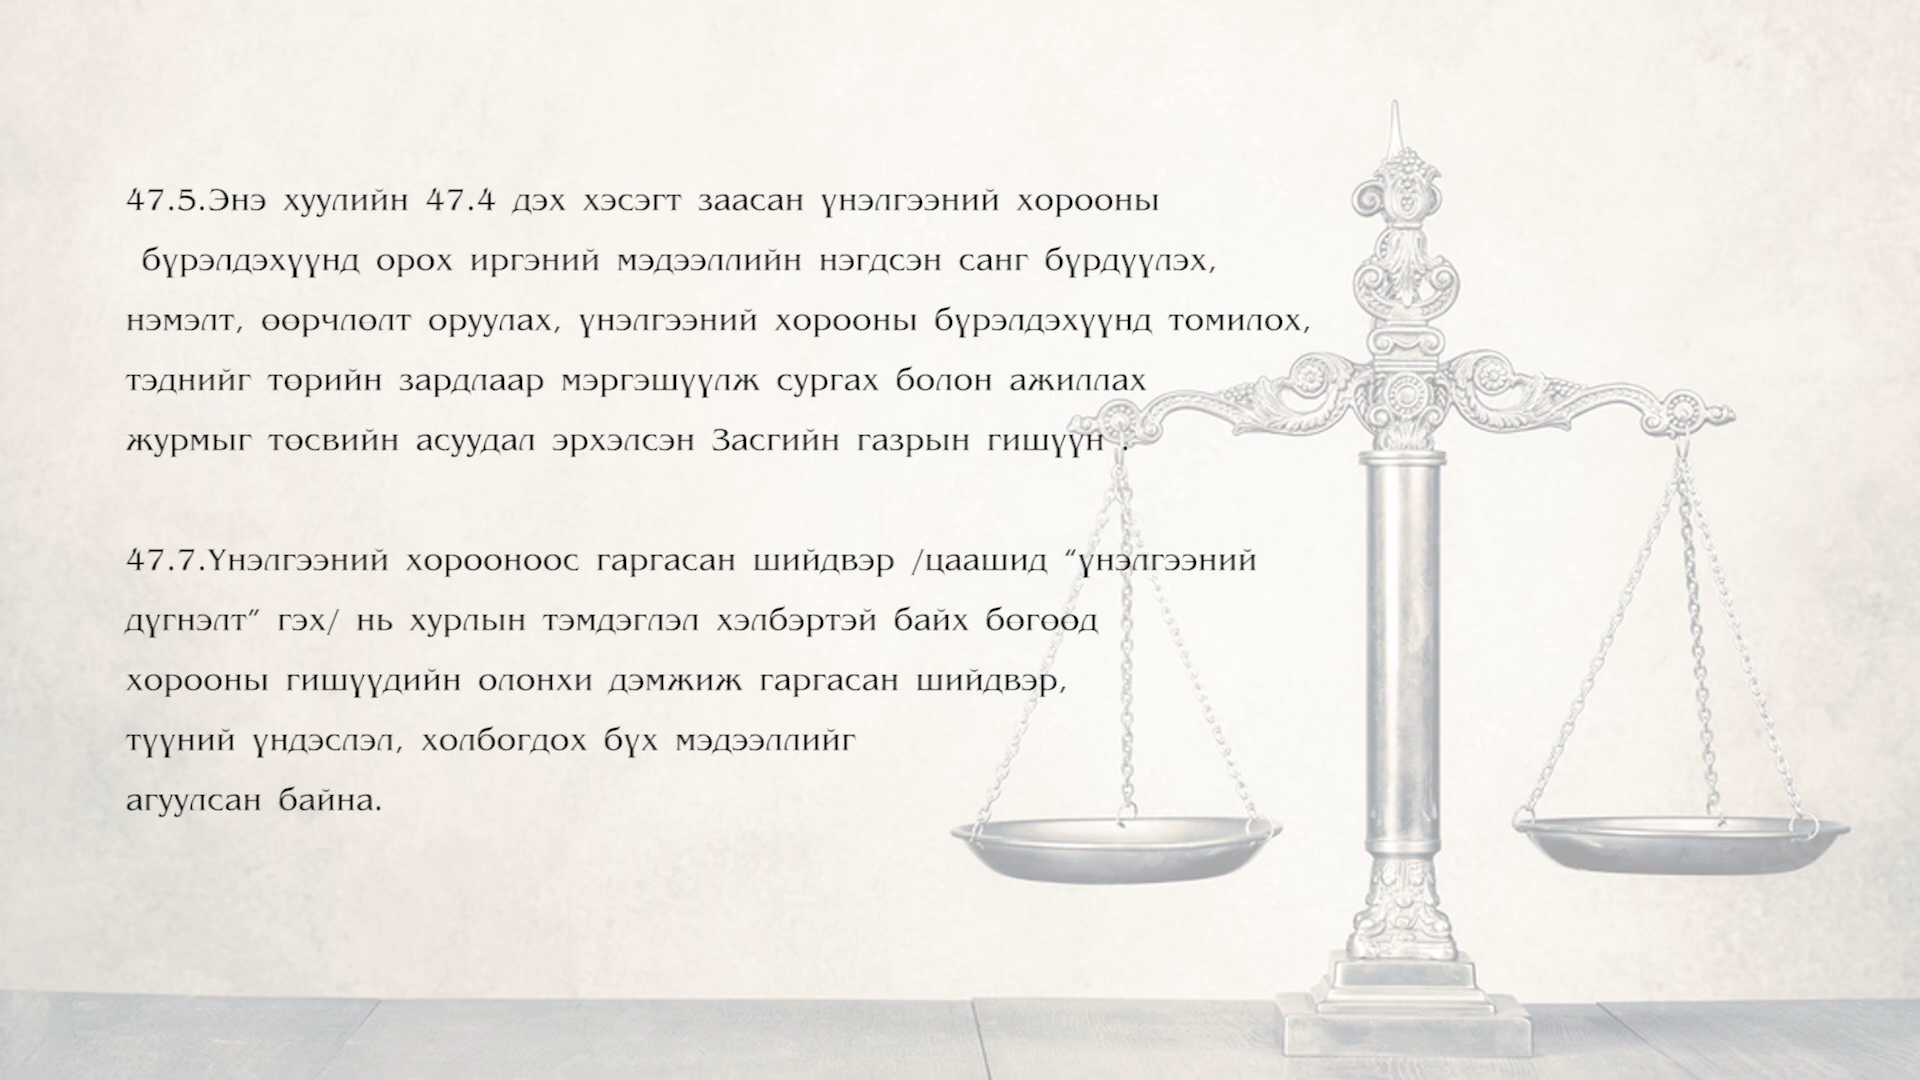 47.5.Энэ хуулийн 47.4 дэх хэсэгт заасан үнэлгээний хорооны
бүрэлдэхүүнд орох иргэний мэдээллийн нэгдсэн санг бүрдүүлэх,
нэмэлт, өөрчлөлт оруулах, үнэлгээний хорооны бүрэлдэхүүнд томилох,
тэднийг төрийн зардлаар мэргэшүүлж сургах болон ажиллах
журмыг төсвийн асуудал эрхэлсэн Засгийн газрын гишүүн .
47.7.Үнэлгээний хорооноос гаргасан шийдвэр /цаашид “үнэлгээний
дүгнэлт” гэх/ нь хурлын тэмдэглэл хэлбэртэй байх бөгөөд
хорооны гишүүдийн олонхи дэмжиж гаргасан шийдвэр,
түүний үндэслэл, холбогдох бүх мэдээллийг
агуулсан байна.